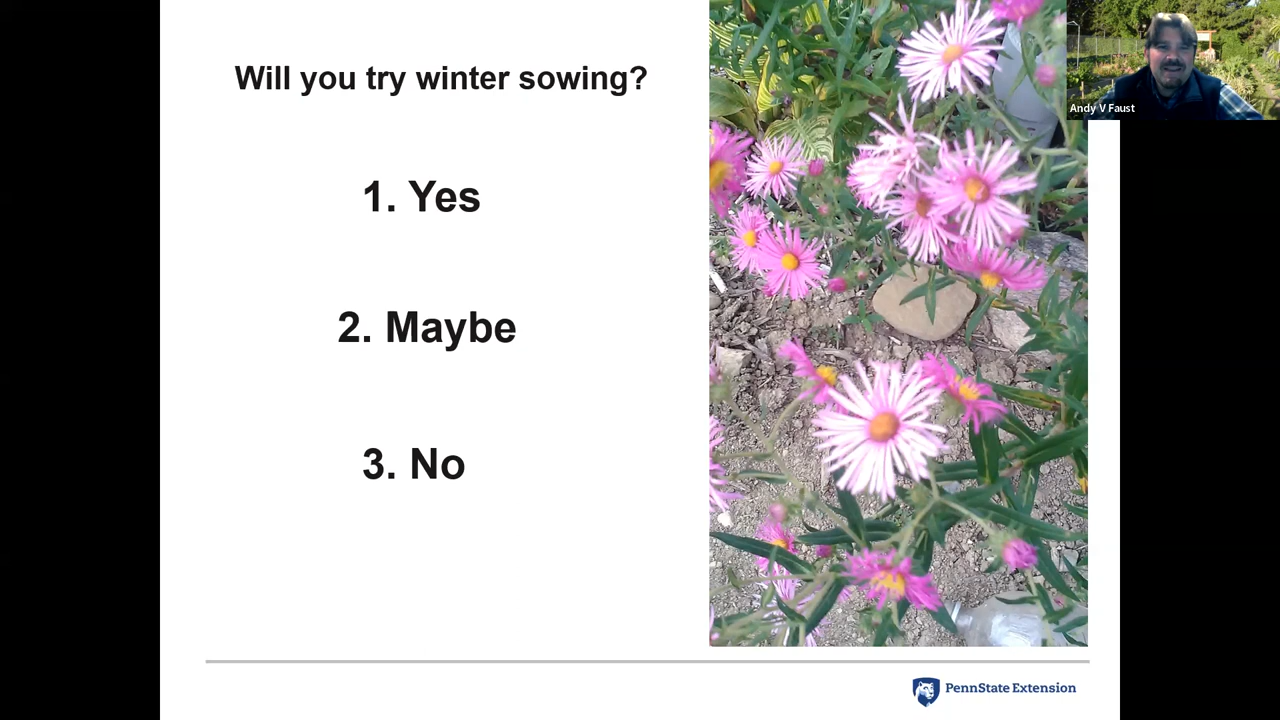 Will you try winter sowing?
1. Yes
2. Maybe
3. No
Andy V Faust
PennState Extension